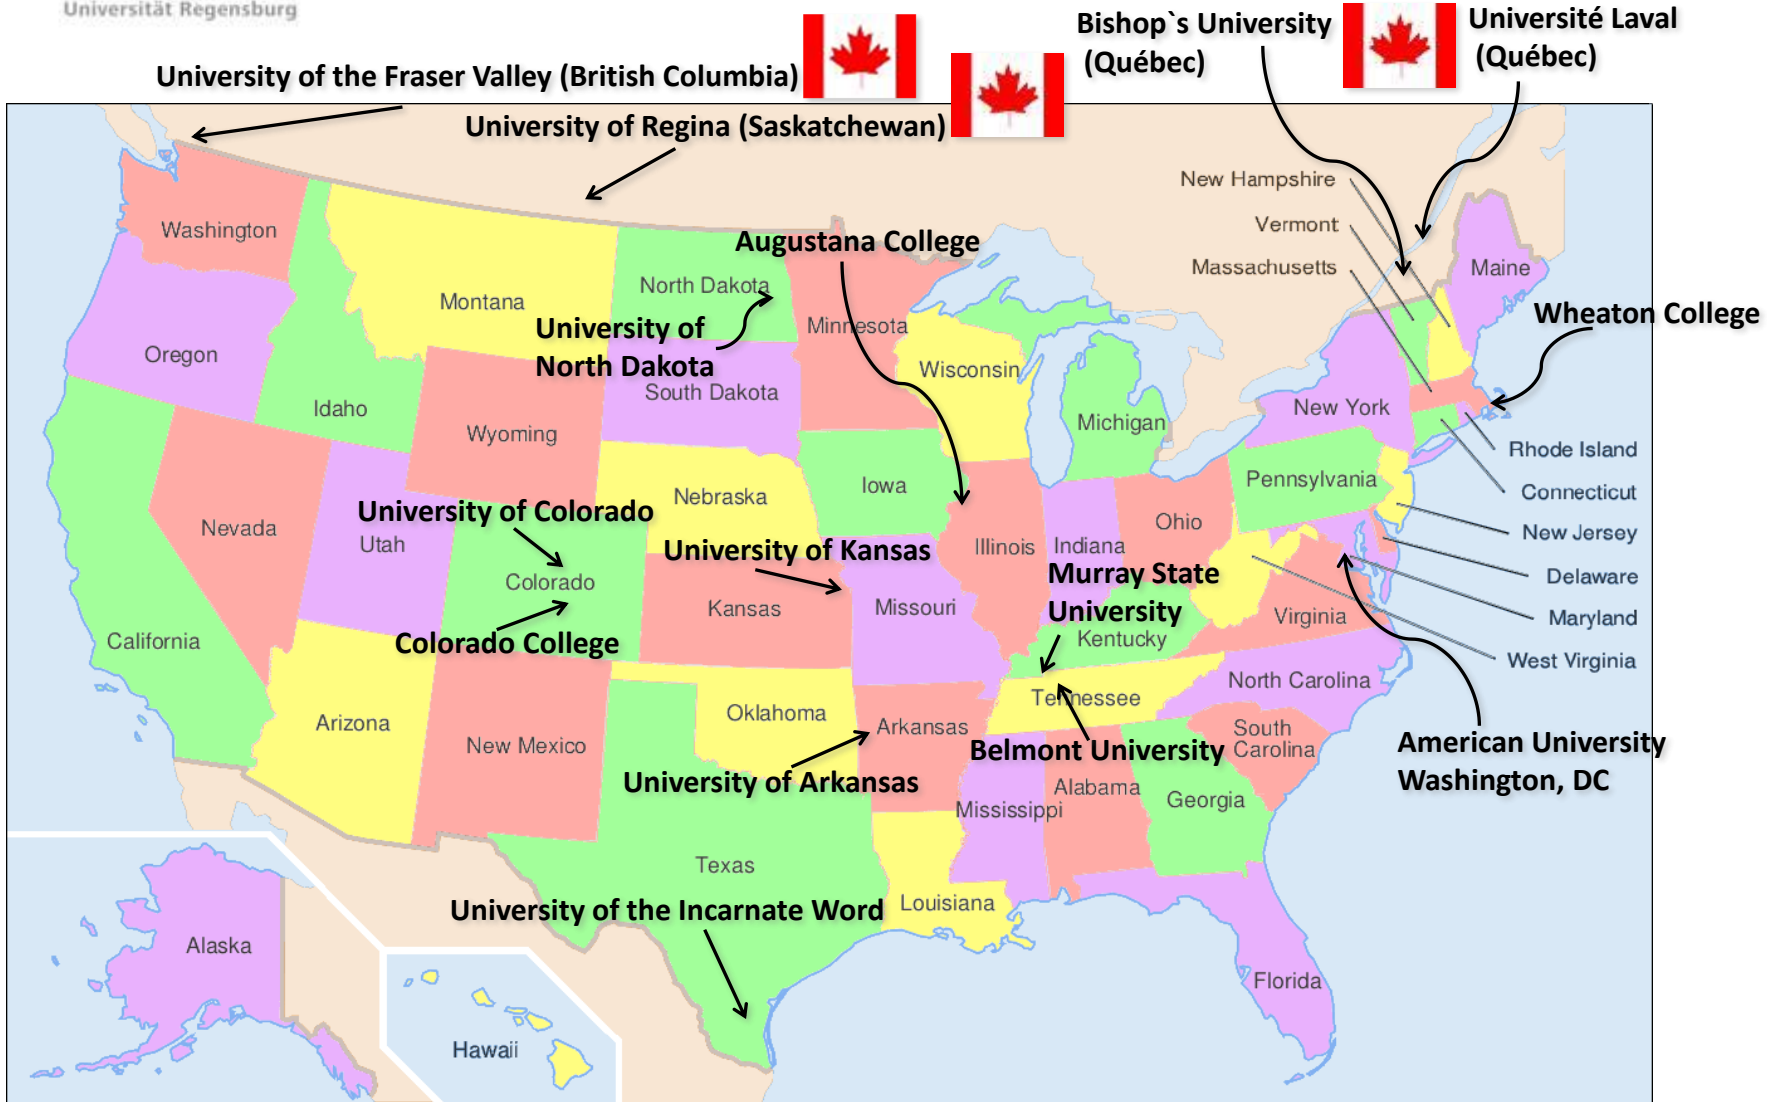 Universität Regensburg
Bishop`s University
(Québec)
Université Laval
(Québec)
University of the Fraser Valley (British Columbia)
University of Regina (Saskatchewan)
New Hampshire
Vermont
Massachusetts
Washington
Augustana College
Maine
North Dakota
Montana
Minnesota
Wheaton College
University of
North Dakota
Oregon
Wisconsin
South Dakota
Idaho
New York
Michigan
Wyoming
Rhode Island
Pennsylvania
Iowa
Connecticut
Nebraska
University of Colorado
Nevada
Ohio
New Jersey
Utah
University of Kansas
Illinois
Indiana
Murray State
University
Delaware
Colorado
Kansas
Missouri
Virginia
Maryland
California
Colorado College
Kentucky
West Virginia
North Carolina
Tennessee
Arizona
Oklahoma
Arkansas
South
Carolina
New Mexico
Belmont University
American University
Washington, DC
University of Arkansas
Alabama
Georgia
Mississippi
Texas
University of the Incarnate Word
Louisiana
Alaska
Florida
Hawaii